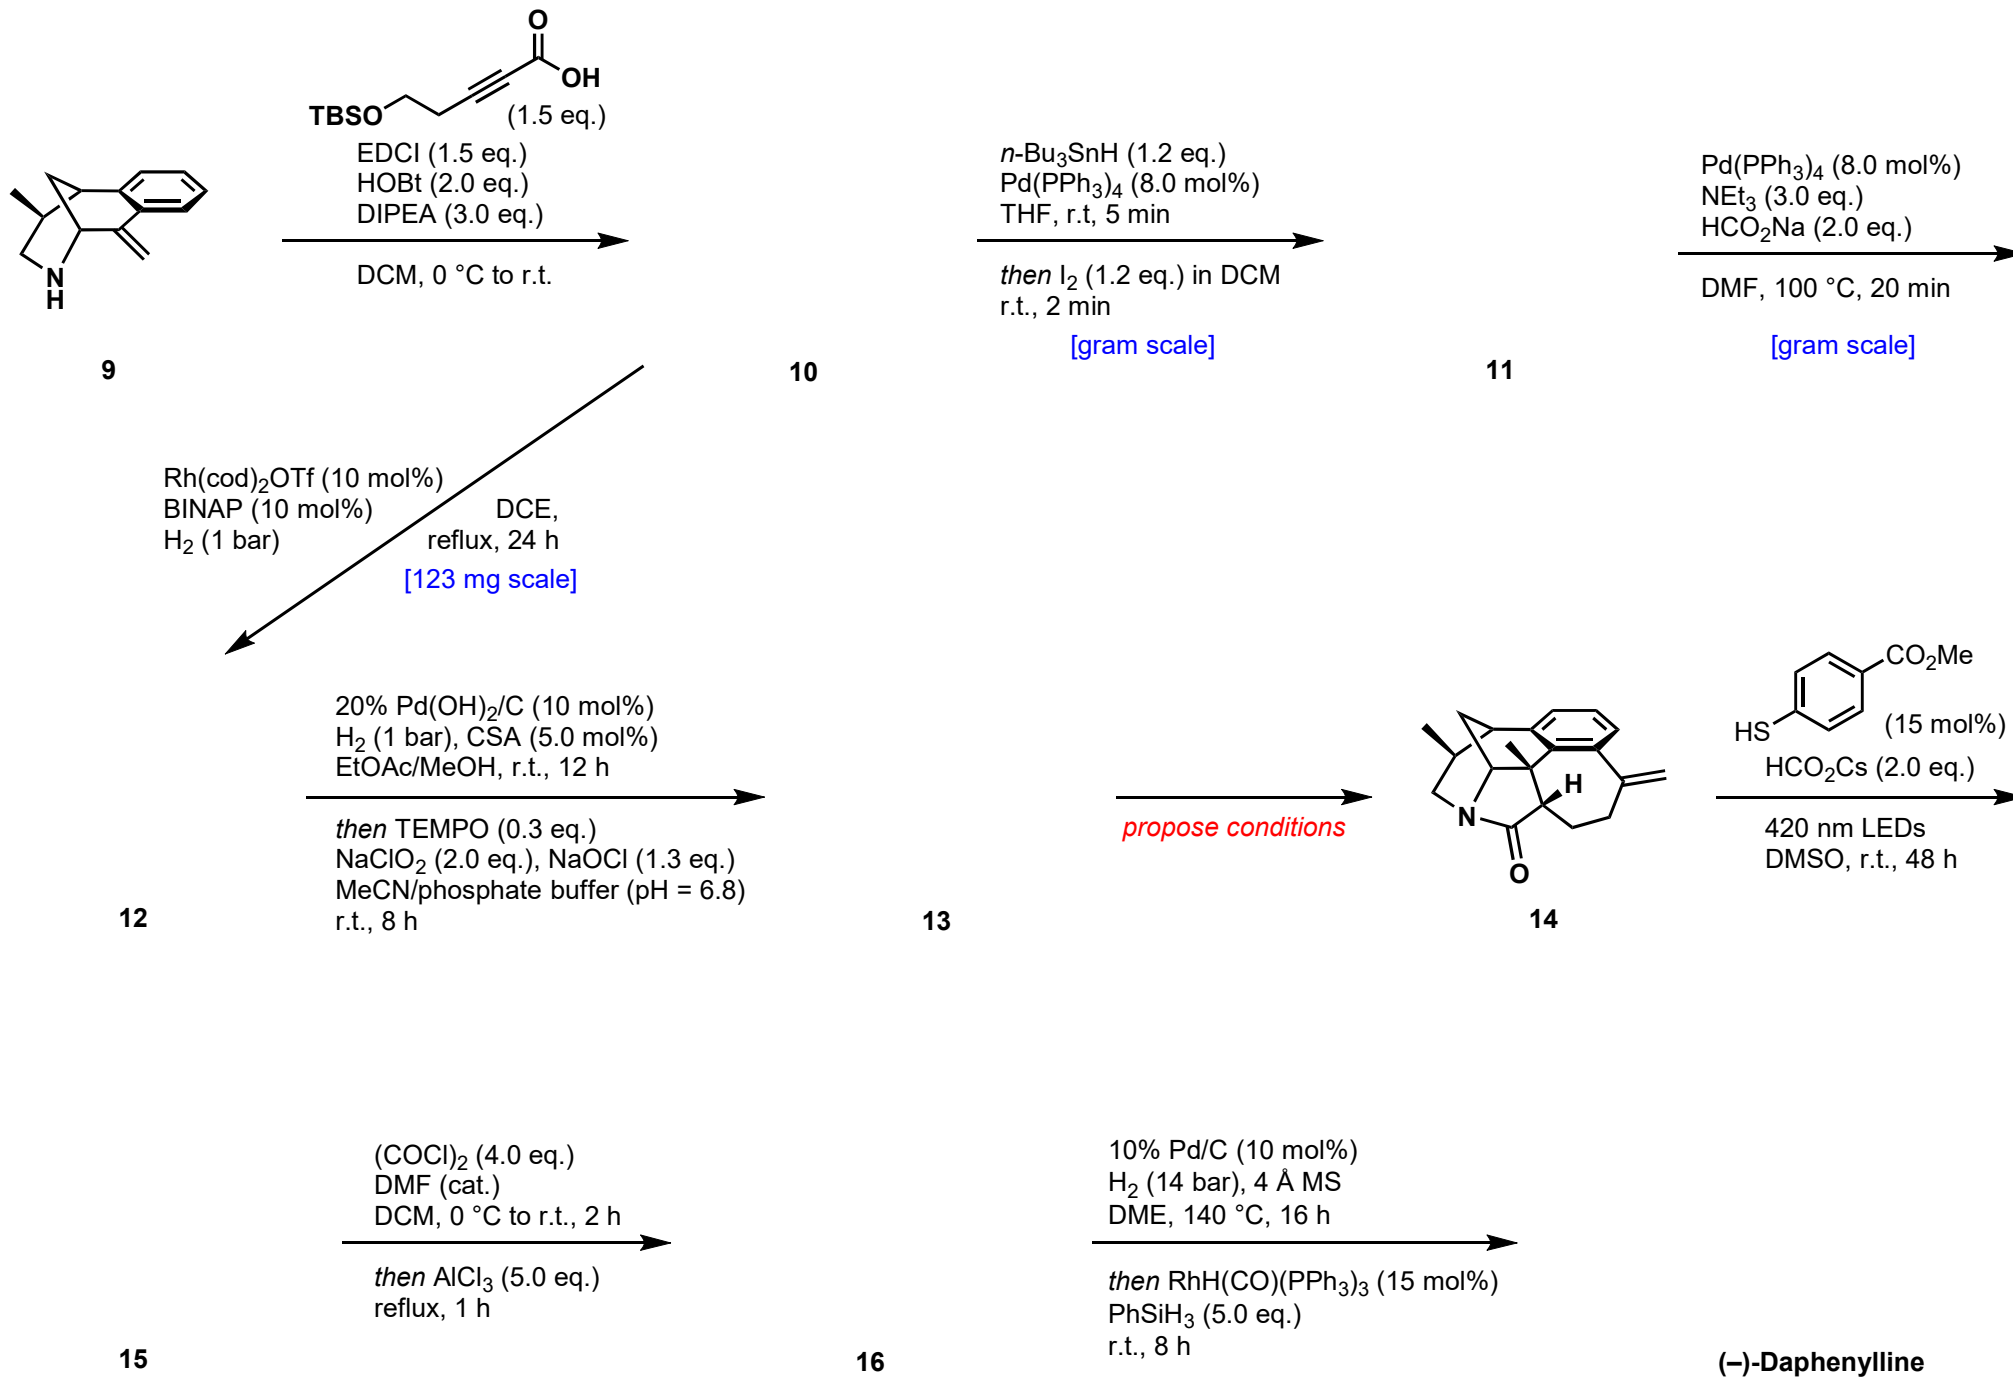 O
OH
TBSO
(1.5 eq.)
EDCI (1.5 eq.)
HOBt (2.0 eq.)
DIPEA (3.0 eq.)
DCM, 0 °C to r.t.
N
H
9
10
n-Bu3SnH (1.2 eq.)
Pd(PPh3)4 (8.0 mol%)
THF, r.t, 5 min
then I2 (1.2 eq.) in DCM
r.t., 2 min
[gram scale]
11
Pd(PPh3)4 (8.0 mol%)
NEt3 (3.0 eq.)
HCO2Na (2.0 eq.)
DMF, 100 °C, 20 min
[gram scale]
Rh(cod)2OTf (10 mol%)
BINAP (10 mol%)
H2 (1 bar)
DCE,
reflux, 24 h
[123 mg scale]
12
20% Pd(OH)2/C (10 mol%)
H2 (1 bar), CSA (5.0 mol%)
EtOAc/MeOH, r.t., 12 h
then TEMPO (0.3 eq.)
NaClO2 (2.0 eq.), NaOCl (1.3 eq.)
MeCN/phosphate buffer (pH = 6.8)
r.t., 8 h
13
propose conditions
H
N
O
14
CO2Me
HS
(15 mol%)
HCO2Cs (2.0 eq.)
420 nm LEDs
DMSO, r.t., 48 h
15
(COCl)2 (4.0 eq.)
DMF (cat.)
DCM, 0 °C to r.t., 2 h
then AlCl3 (5.0 eq.)
reflux, 1 h
16
10% Pd/C (10 mol%)
H2 (14 bar), 4 Å MS
DME, 140 °C, 16 h
then RhH(CO)(PPh3)3 (15 mol%)
PhSiH3 (5.0 eq.)
r.t., 8 h
(–)-Daphenylline